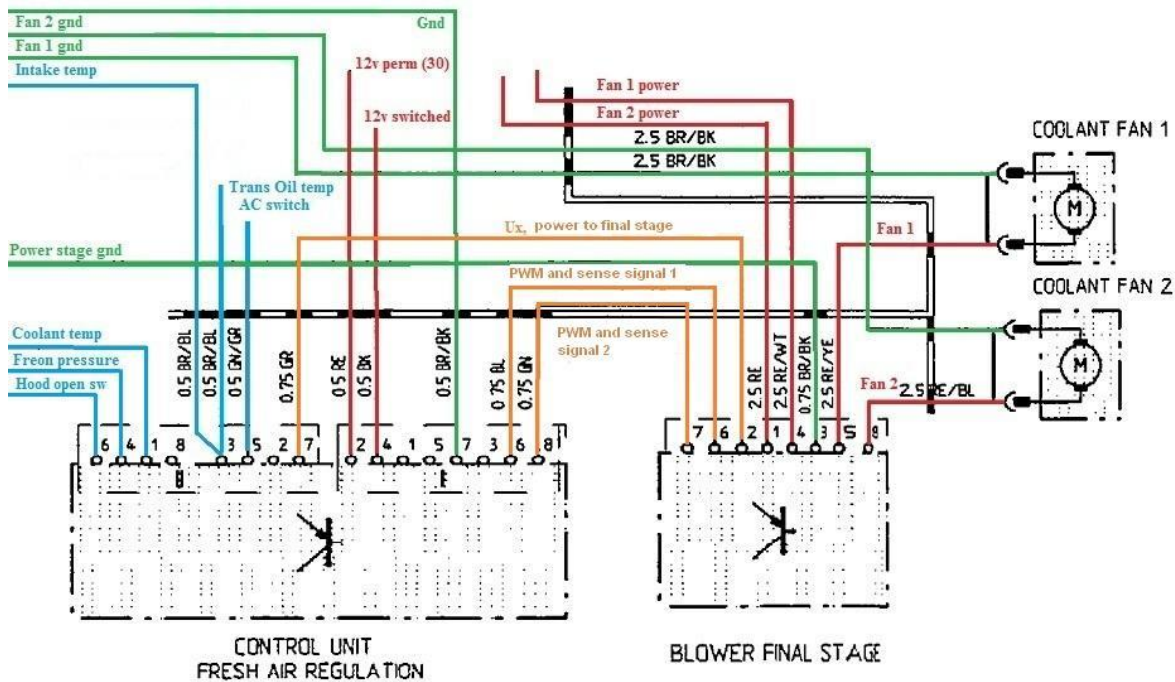 Fan 2 gnd
Gnd
Fan 1 gnd
Intake temp
12v perm (30)
Fan 1 power
12v switched
Fan 2 power
2.5 BR/BK
2.5 BR/BK
COOLANT FAN 1
M
Trans Oil temp
AC switch
Ux, power to final stage
Fan 1
Power stage gnd
PWM and sense signal 1
COOLANT FAN 2
M
PWM and sense
signal 2
Coolant temp
Freon pressure
Hood open sw
0.5 BR/BL
0.5 BR/BL
0.5 GN/GR
0.75 GR
0.5 RE
0.5 BK
0.5 BR/BK
0.75 BL
0.75 GN
2.5 RE
2.5 RE/WT
0.75 BR/BK
2.5 RE/YE
Fan 2
2.5 RE/BL
6 4 1 8 3 5 2 7
2 4 1 5 7 3 6 8
7 6 2 1 4 3 5 8
CONTROL UNIT
FRESH AIR REGULATION
BLOWER FINAL STAGE